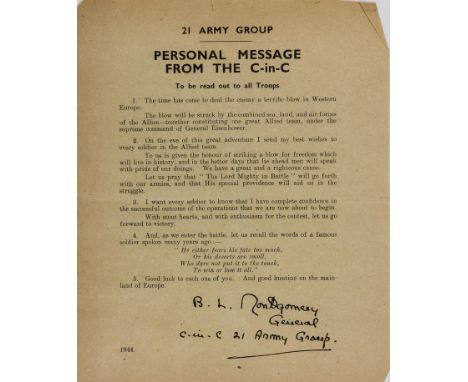 21 ARMY GROUP
PERSONAL MESSAGE
FROM THE C-in-C
To be read out to all Troops
1. The time has come to deal the enemy a terrific blow in Western
Europe.
The blow will be struck by the combined sea, land, and air forces
of the Allies—together constituting one great Allied team, under the
supreme command of General Eisenhower.
2. On the eve of this great adventure I send my best wishes to
every soldier in the Allied team.
To us is given the honour of striking a blow for freedom which
will live in history; and in the better days that lie ahead men will speak
with pride of our doings. We have a great and a righteous cause.
Let us pray that " The Lord Mighty in Battle " will go forth
with our armies, and that His special providence will aid us in the
struggle.
3. I want every soldier to know that I have complete confidence in
the successful outcome of the operations that we are now about to begin.
With stout hearts, and with enthusiasm for the contest, let us go
forward to victory.
4. And, as we enter the battle, let us recall the words of a famous
soldier spoken many years ago :—
" He either fears his fate too much,
Or his deserts are small,
Who dare not put it to the touch,
To win or lose it all."
5. Good luck to each one of you. And good hunting on the main-
land of Europe.
B. L. Montgomery
General
C-in-C 21 Army Group.
1944.